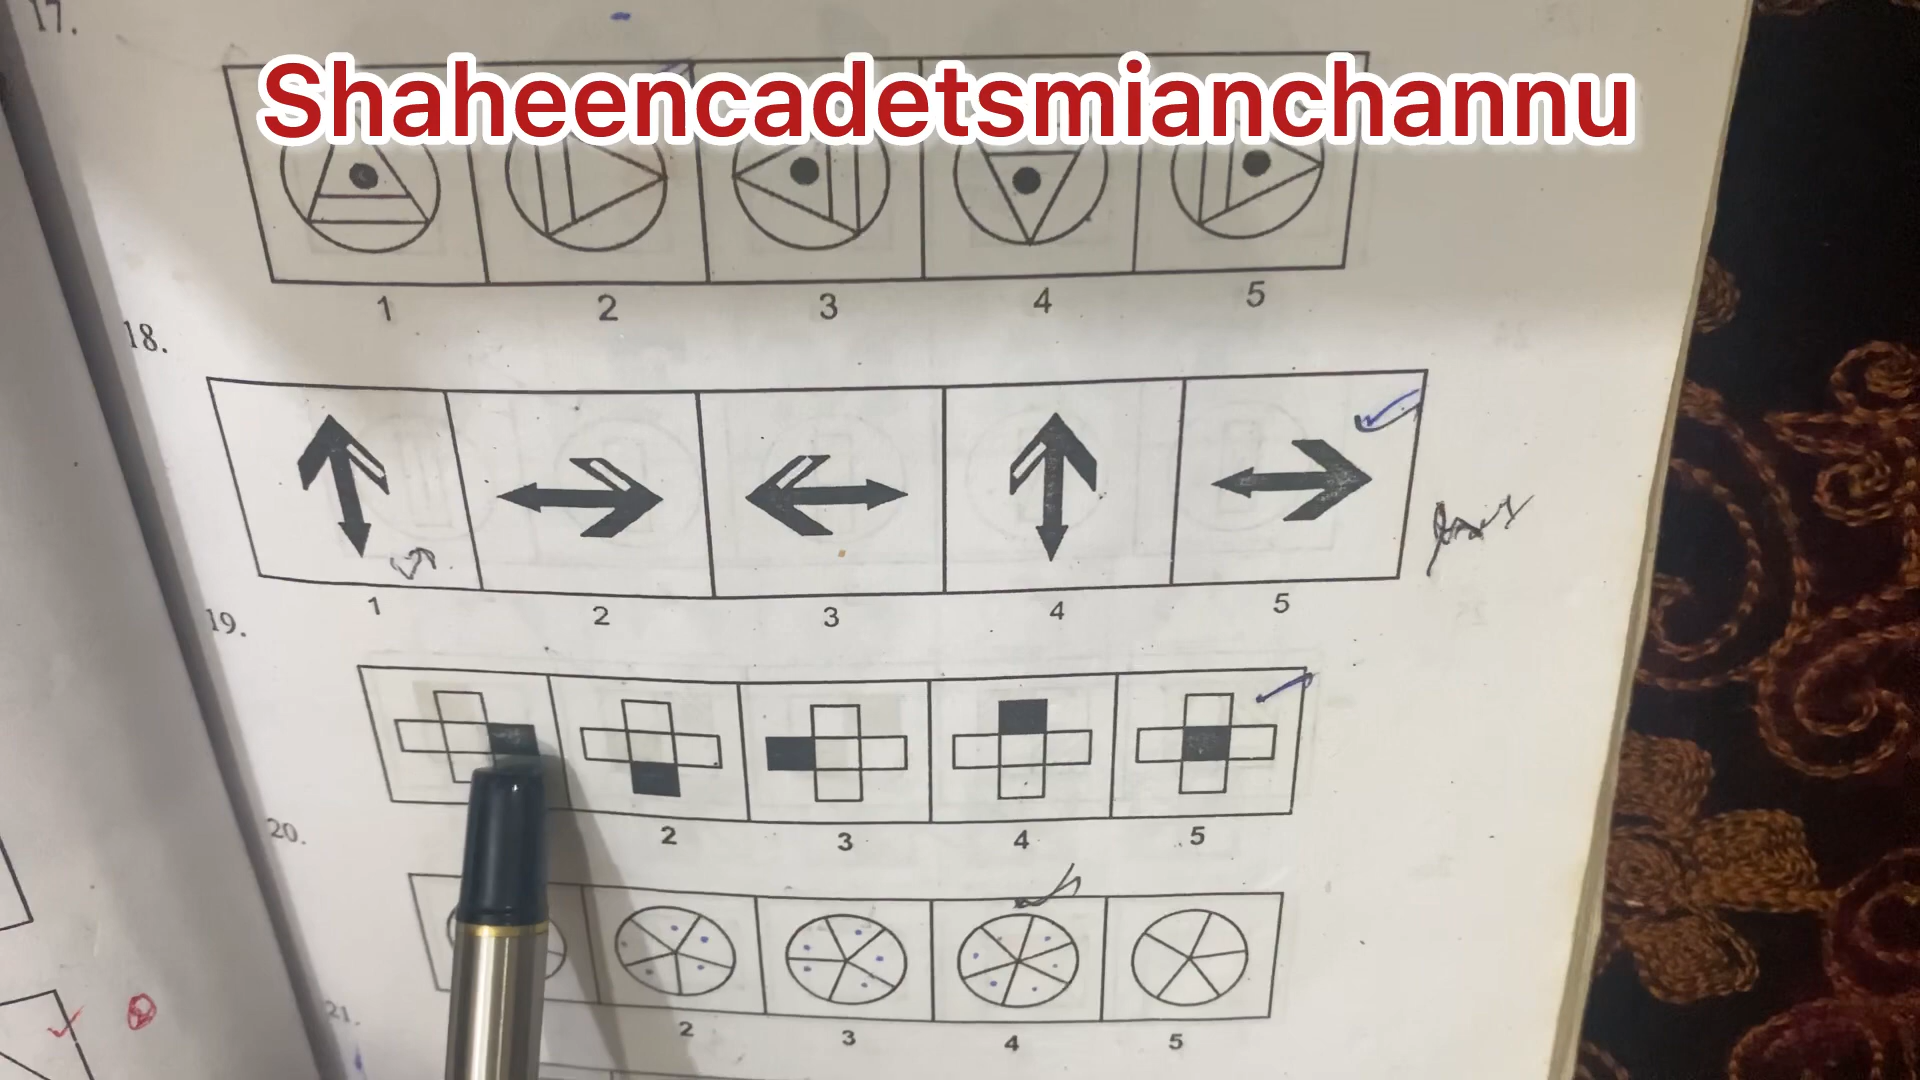 17.
Shaheencadetsmianchannu
1 2 3 4 5
18.
1 2 3 4 5
19.
2 3 4 5
20.
2 3 4 5
21.